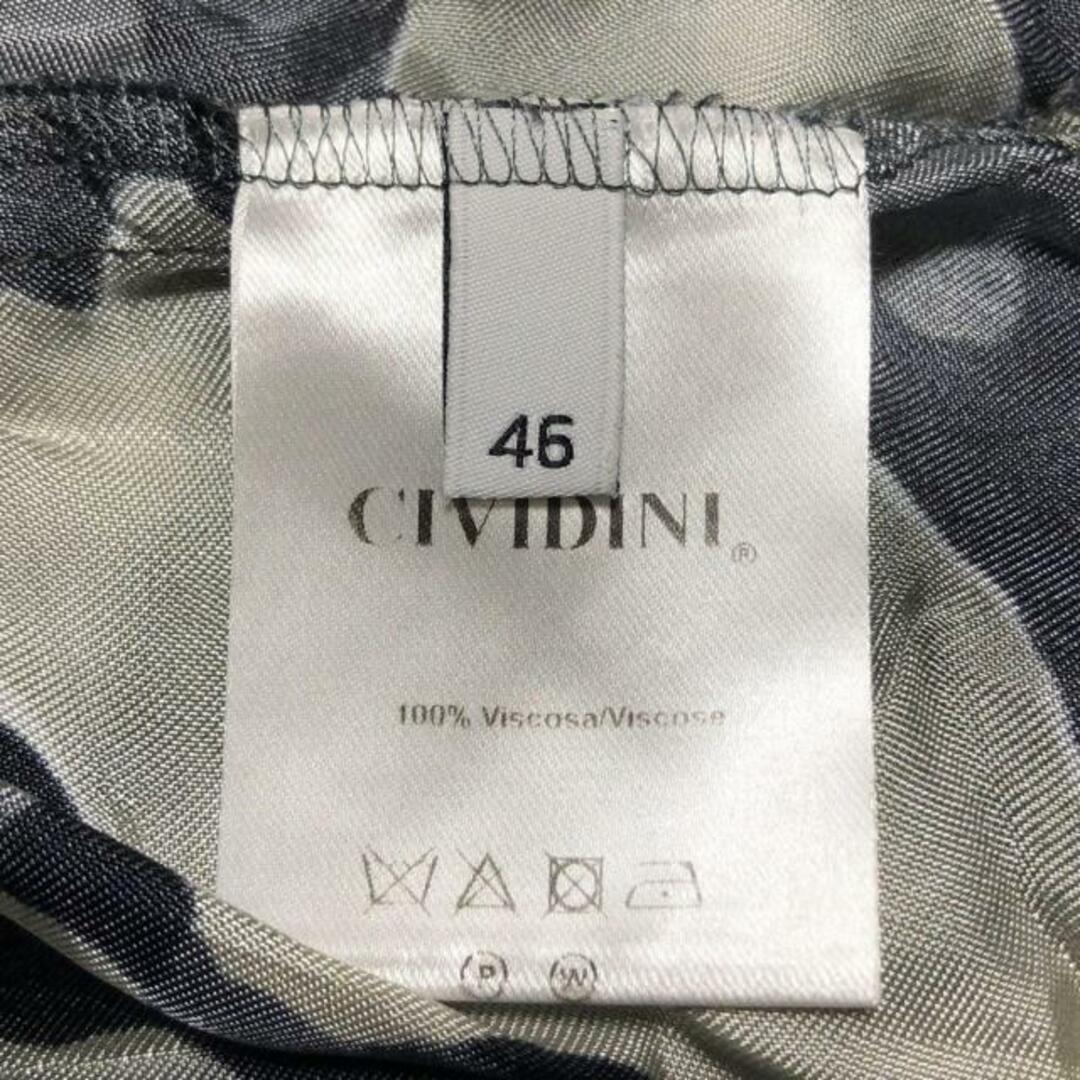 46
CIVIDINI®
100% Viscosa/Viscose
P W